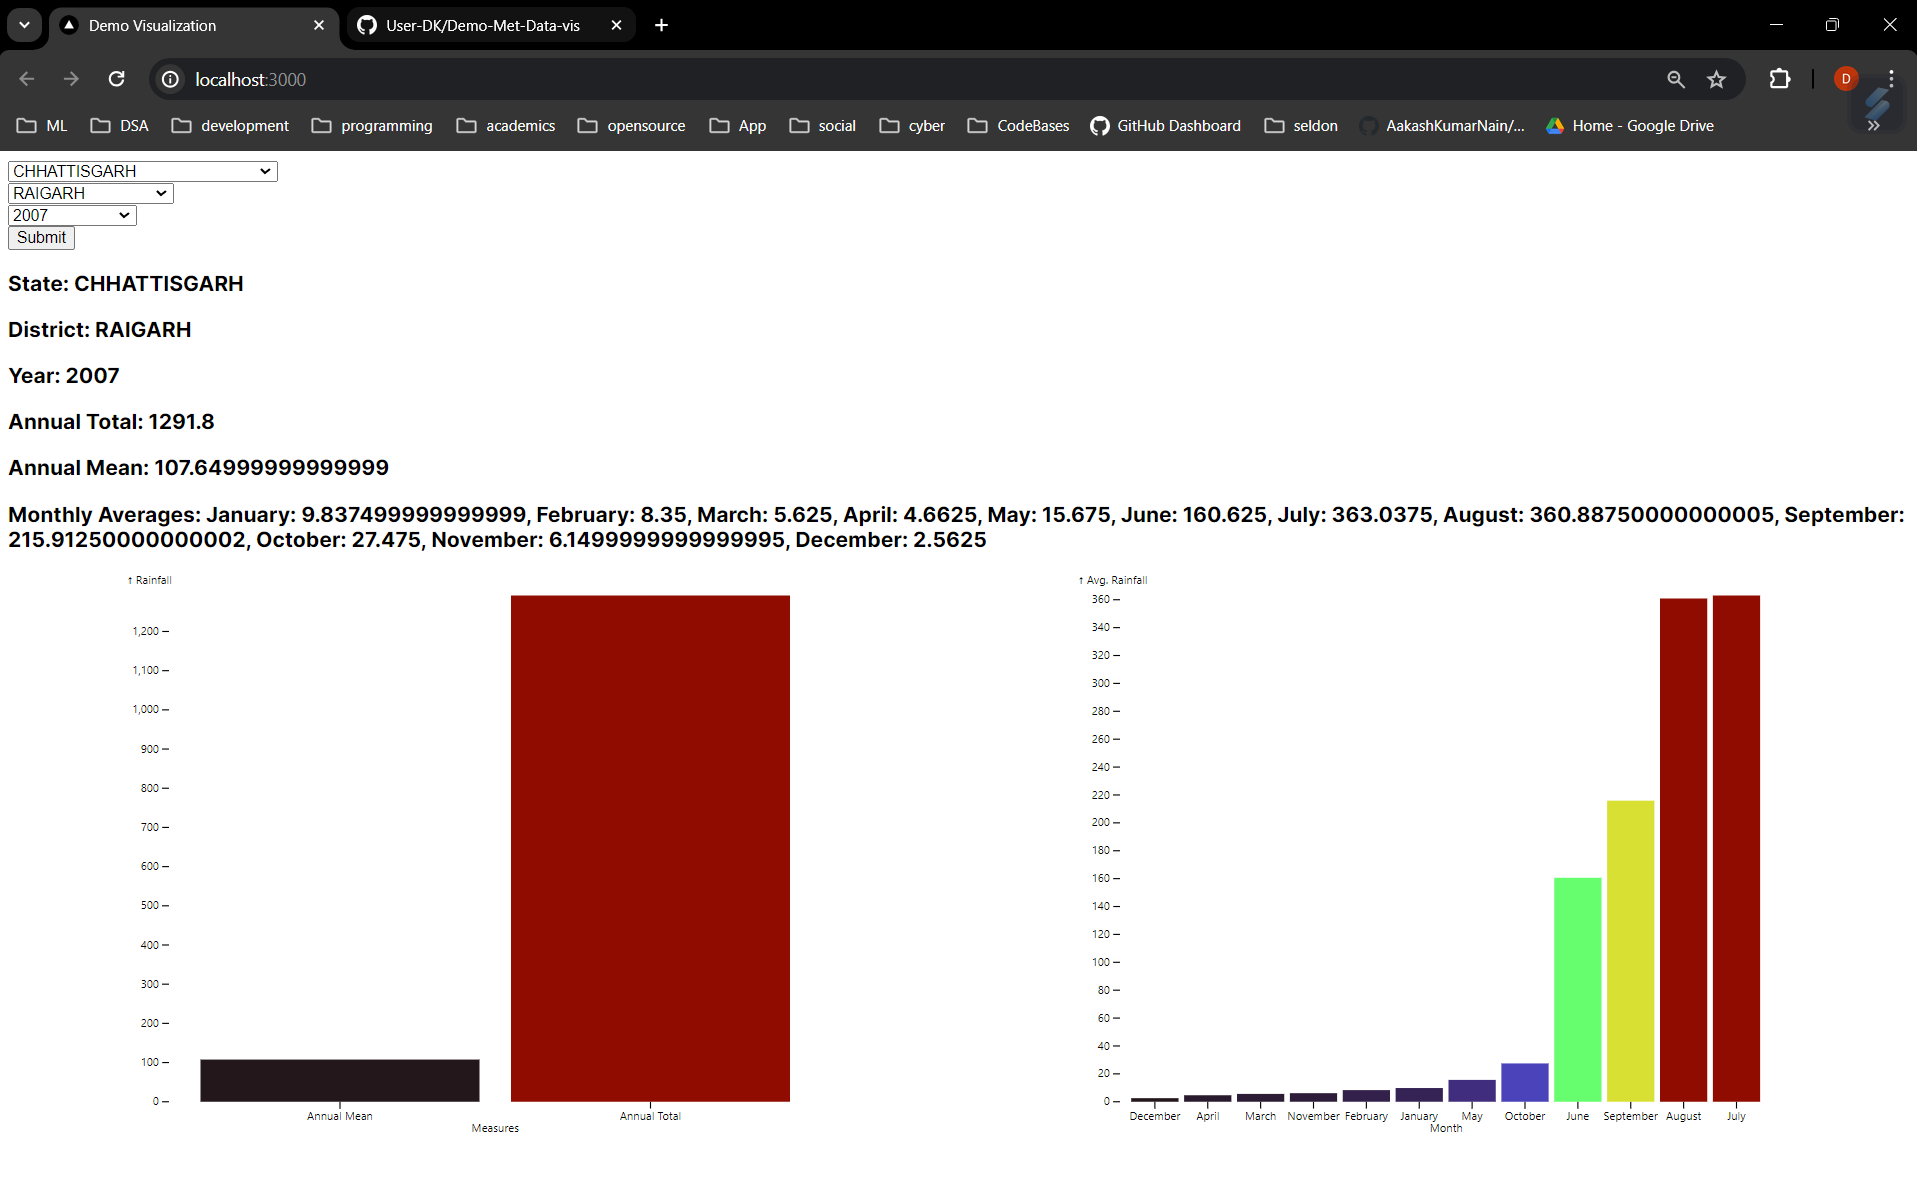 Demo Visualization
User-DK/Demo-Met-Data-vis
localhost:3000
D
ML DSA development programming academics opensource App social cyber CodeBases GitHub Dashboard seldon AakashKumarNain/... Home - Google Drive
CHHATTISGARH
RAIGARH
2007
Submit
State: CHHATTISGARH
District: RAIGARH
Year: 2007
Annual Total: 1291.8
Annual Mean: 107.64999999999999
Monthly Averages: January: 9.837499999999999, February: 8.35, March: 5.625, April: 4.6625, May: 15.675, June: 160.625, July: 363.0375, August: 360.88750000000005, September:
215.91250000000002, October: 27.475, November: 6.1499999999999995, December: 2.5625
↑ Rainfall
1,200
1,100
1,000
900
800
700
600
500
400
300
200
100
0
Annual Mean Annual Total
Measures
↑ Avg. Rainfall
360
340
320
300
280
260
240
220
200
180
160
140
120
100
80
60
40
20
0
December April March November February January May October June September August July
Month